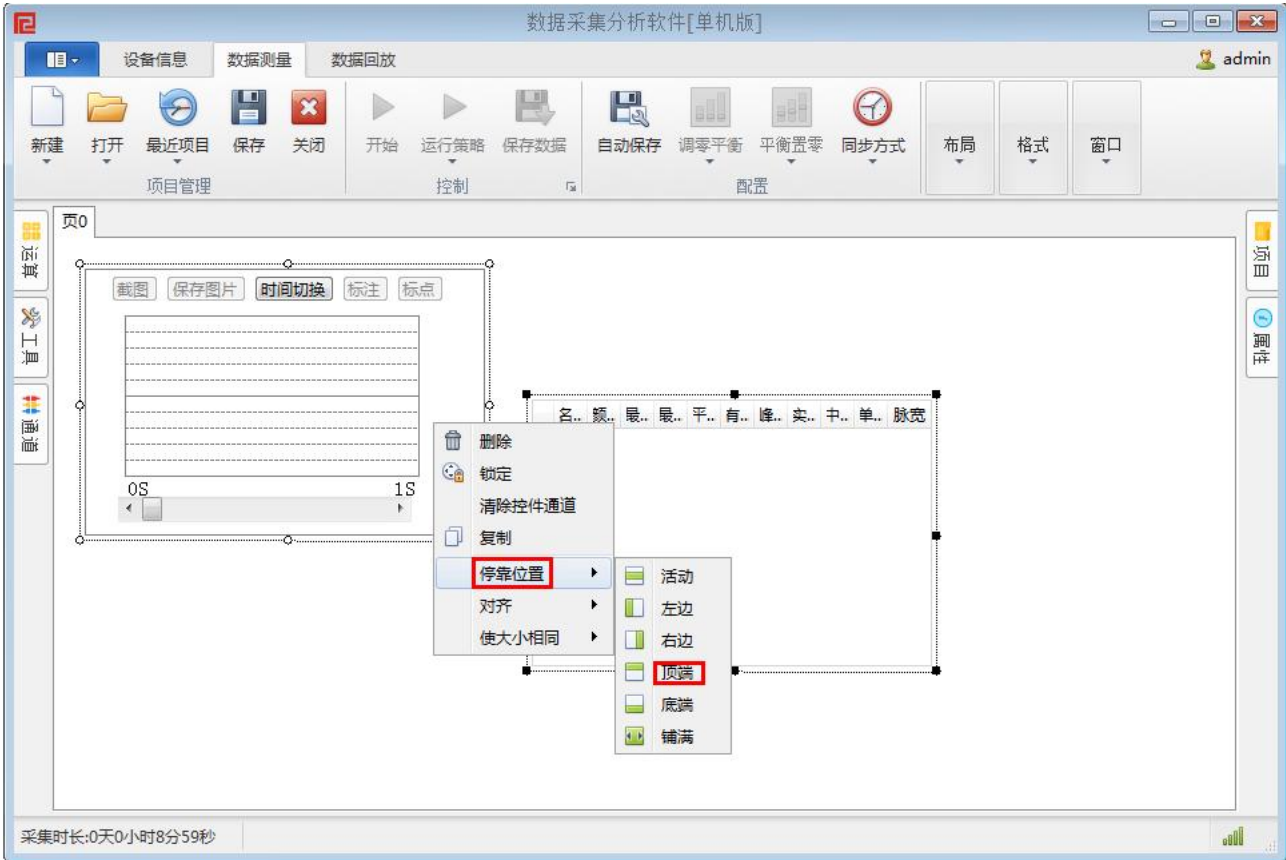 数据采集分析软件[单机版]
设备信息 数据测量 数据回放 admin
新建 打开 最近项目 保存 关闭 开始 运行策略 保存数据 自动保存 调零平衡 平衡置零 同步方式 布局 格式 窗口
项目管理 控制 配置
页0
运算
工具
通道
项目
属性
截图 保存图片 时间切换 标注 标点
0S 1S
名.. 频.. 最.. 最.. 平.. 有.. 峰.. 实.. 中.. 单.. 脉宽
删除
锁定
清除控件通道
复制
停靠位置
对齐
使大小相同
活动
左边
右边
顶端
底端
铺满
采集时长:0天0小时8分59秒